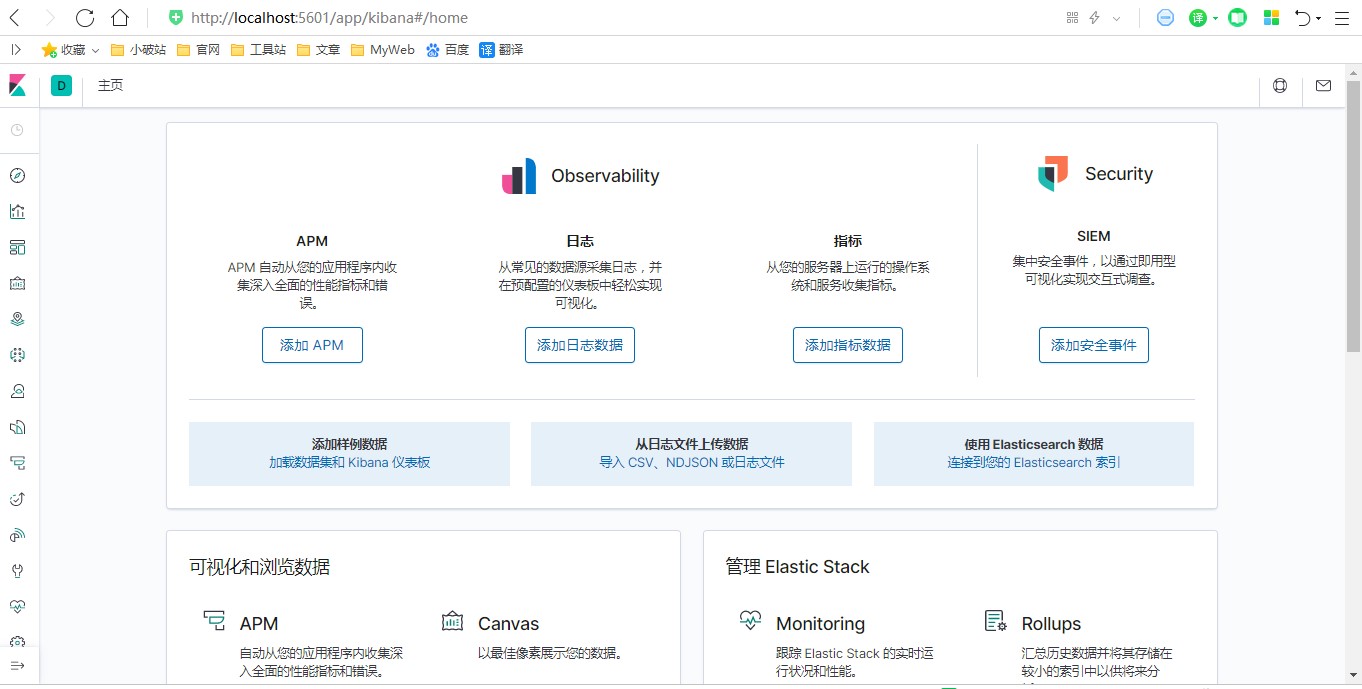 http://localhost:5601/app/kibana#/home
译
收藏 小破站 官网 工具站 文章 MyWeb 百度 译 翻译
D 主页
Observability
Security
APM
APM 自动从您的应用程序内收
集深入全面的性能指标和错
误。
添加 APM
日志
从常见的数据源采集日志，并
在预配置的仪表板中轻松实现
可视化。
添加日志数据
指标
从您的服务器上运行的操作系
统和服务收集指标。
添加指标数据
SIEM
集中安全事件，以通过即用型
可视化实现交互式调查。
添加安全事件
添加样例数据
加载数据集和 Kibana 仪表板
从日志文件上传数据
导入 CSV、NDJSON 或日志文件
使用 Elasticsearch 数据
连接到您的 Elasticsearch 索引
可视化和浏览数据
APM
自动从您的应用程序内收集深
入全面的性能指标和错误。
Canvas
以最佳像素展示您的数据。
管理 Elastic Stack
Monitoring
跟踪 Elastic Stack 的实时运
行状况和性能。
Rollups
汇总历史数据并将其存储在
较小的索引中以供将来分